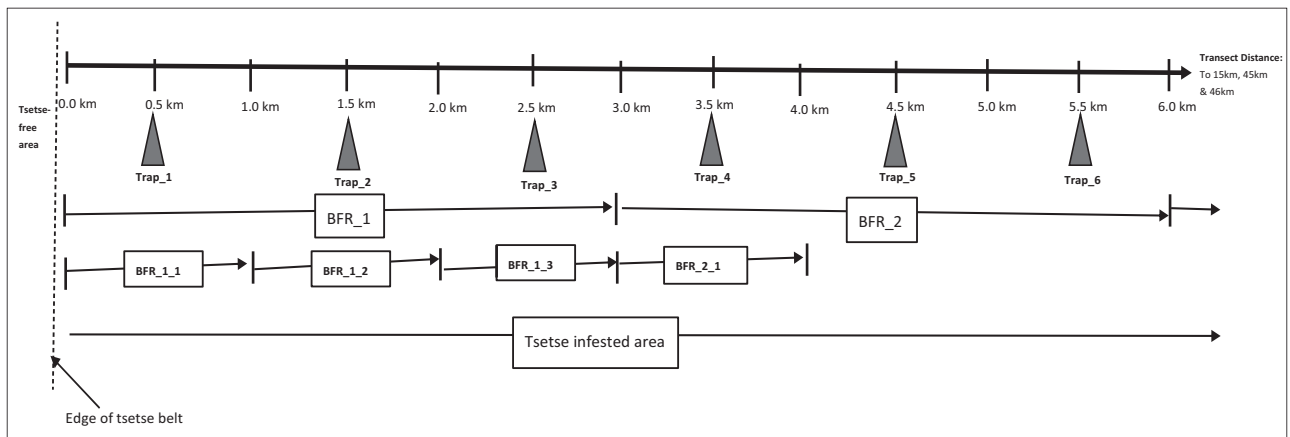 Transect Distance:
To 15km, 45km
& 46km
Tsetse-
free
area
0.0 km
0.5 km
1.0 km
1.5 km
2.0 km
2.5 km
3.0 km
3.5 km
4.0 km
4.5 km
5.0 km
5.5 km
6.0 km
Trap_1
Trap_2
Trap_3
Trap_4
Trap_5
Trap_6
BFR_1
BFR_2
BFR_1_1
BFR_1_2
BFR_1_3
BFR_2_1
Tsetse infested area
Edge of tsetse belt